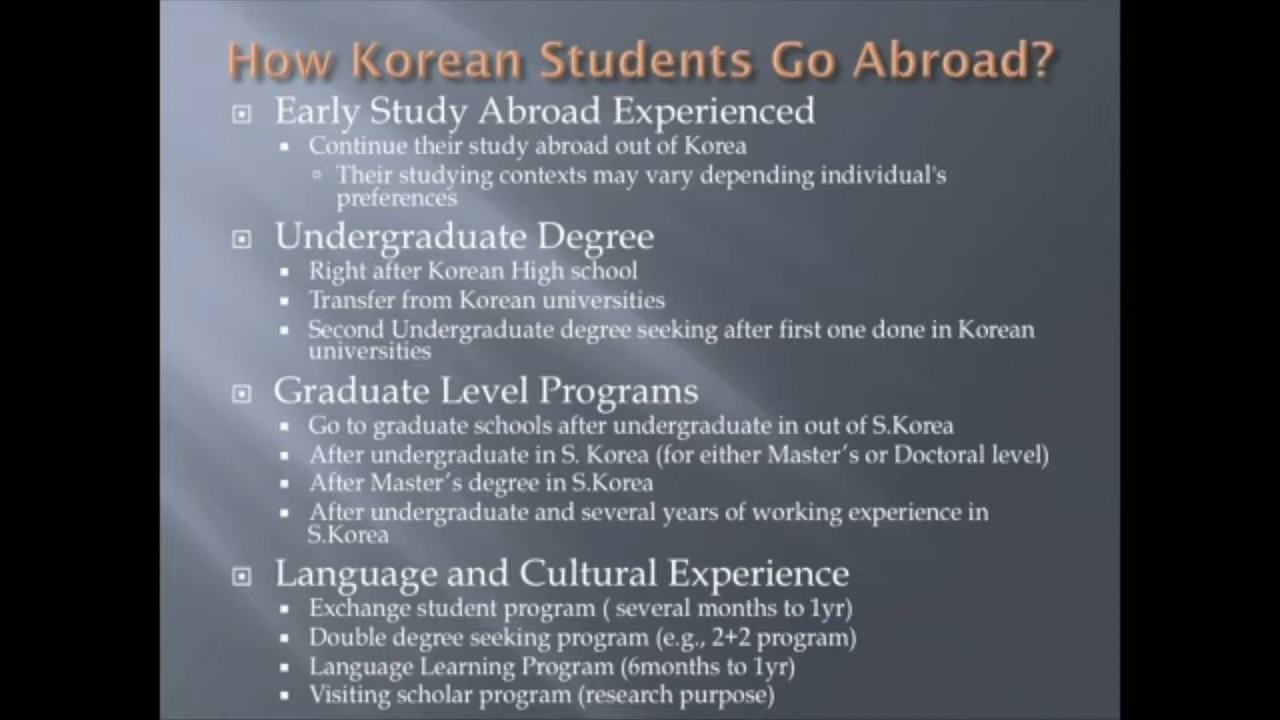 How Korean Students Go Abroad?
Early Study Abroad Experienced
Continue their study abroad out of Korea
Their studying contexts may vary depending individual's
preferences
Undergraduate Degree
Right after Korean High school
Transfer from Korean universities
Second Undergraduate degree seeking after first one done in Korean
universities
Graduate Level Programs
Go to graduate schools after undergraduate in out of S.Korea
After undergraduate in S. Korea (for either Master’s or Doctoral level)
After Master’s degree in S.Korea
After undergraduate and several years of working experience in
S.Korea
Language and Cultural Experience
Exchange student program ( several months to 1yr)
Double degree seeking program (e.g., 2+2 program)
Language Learning Program (6months to 1yr)
Visiting scholar program (research purpose)